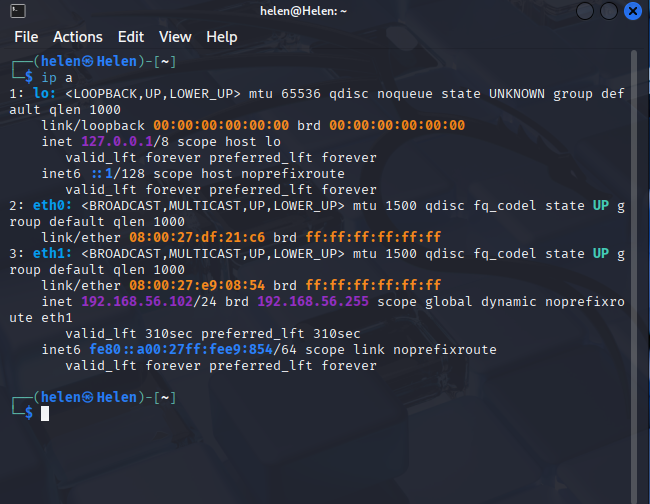 helen@Helen: ~
File Actions Edit View Help
┌──(helen㉿Helen)-[~]
└─$ ip a
1: lo: <LOOPBACK,UP,LOWER_UP> mtu 65536 qdisc noqueue state UNKNOWN group def
ault qlen 1000
    link/loopback 00:00:00:00:00:00 brd 00:00:00:00:00:00
    inet 127.0.0.1/8 scope host lo
       valid_lft forever preferred_lft forever
    inet6 ::1/128 scope host noprefixroute
       valid_lft forever preferred_lft forever
2: eth0: <BROADCAST,MULTICAST,UP,LOWER_UP> mtu 1500 qdisc fq_codel state UP g
roup default qlen 1000
    link/ether 08:00:27:df:21:c6 brd ff:ff:ff:ff:ff:ff
3: eth1: <BROADCAST,MULTICAST,UP,LOWER_UP> mtu 1500 qdisc fq_codel state UP g
roup default qlen 1000
    link/ether 08:00:27:e9:08:54 brd ff:ff:ff:ff:ff:ff
    inet 192.168.56.102/24 brd 192.168.56.255 scope global dynamic noprefixro
ute eth1
       valid_lft 310sec preferred_lft 310sec
    inet6 fe80::a00:27ff:fee9:854/64 scope link noprefixroute
       valid_lft forever preferred_lft forever
┌──(helen㉿Helen)-[~]
└─$